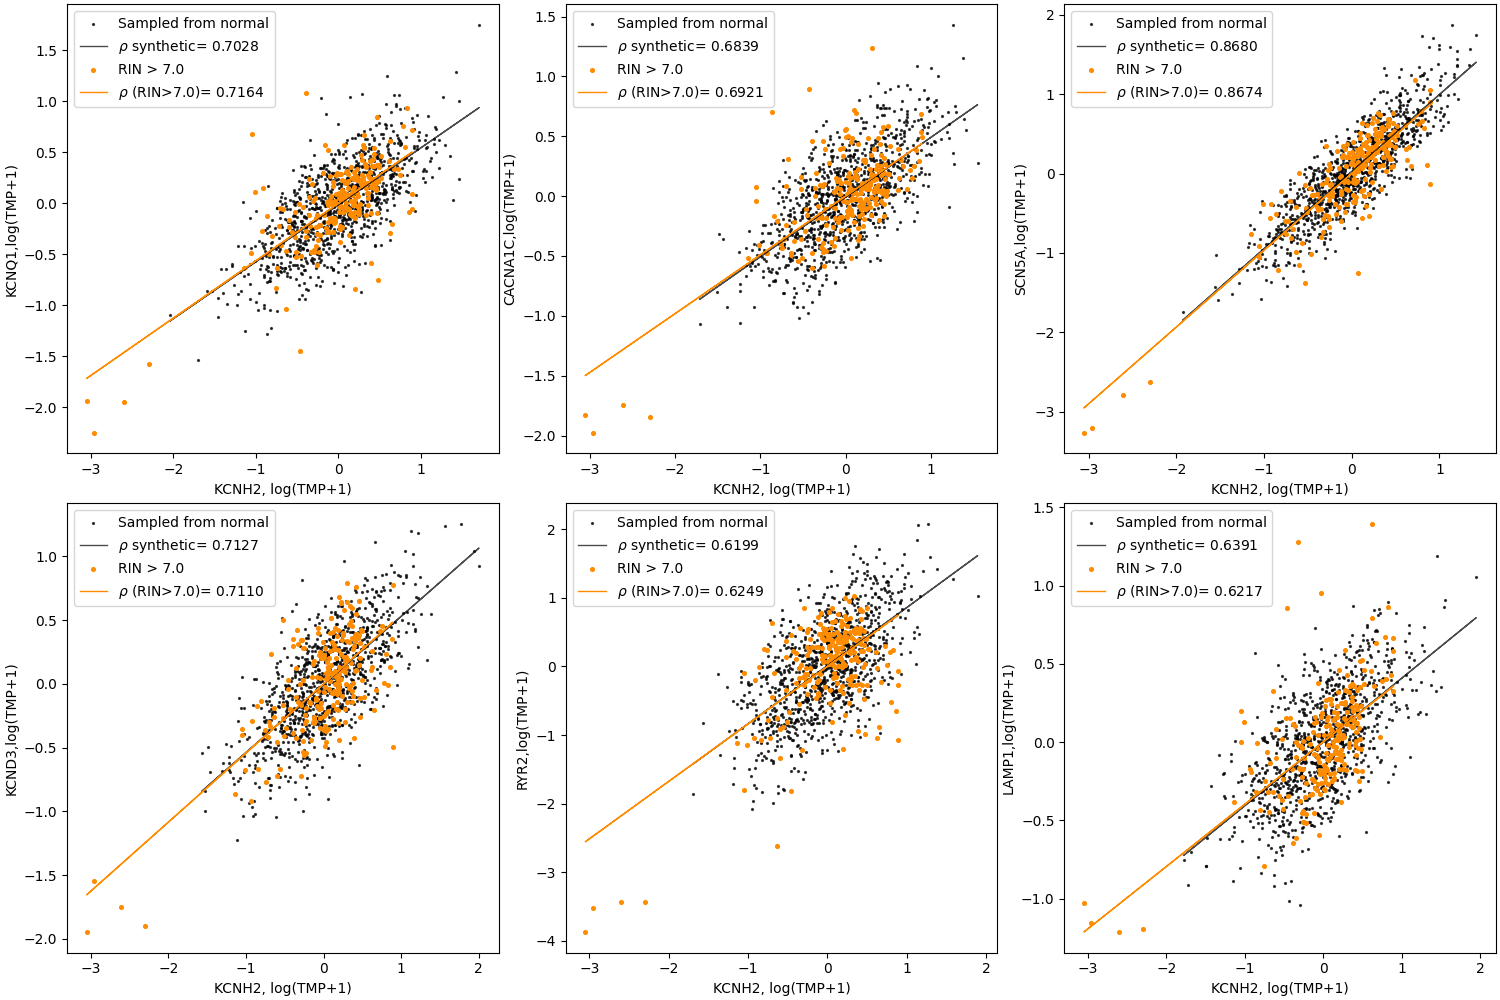 Sampled from normal
ρ synthetic= 0.7028
RIN > 7.0
ρ (RIN>7.0)= 0.7164
1.5
1.0
0.5
0.0
−0.5
−1.0
−1.5
−2.0
KCNQ1,log(TMP+1)
−3 −2 −1 0 1
KCNH2, log(TMP+1)
Sampled from normal
ρ synthetic= 0.6839
RIN > 7.0
ρ (RIN>7.0)= 0.6921
1.5
1.0
0.5
0.0
−0.5
−1.0
−1.5
−2.0
CACNA1C,log(TMP+1)
−3 −2 −1 0 1
KCNH2, log(TMP+1)
Sampled from normal
ρ synthetic= 0.8680
RIN > 7.0
ρ (RIN>7.0)= 0.8674
2
1
0
−1
−2
−3
SCN5A,log(TMP+1)
−3 −2 −1 0 1
KCNH2, log(TMP+1)
Sampled from normal
ρ synthetic= 0.7127
RIN > 7.0
ρ (RIN>7.0)= 0.7110
1.0
0.5
0.0
−0.5
−1.0
−1.5
−2.0
KCND3,log(TMP+1)
−3 −2 −1 0 1 2
KCNH2, log(TMP+1)
Sampled from normal
ρ synthetic= 0.6199
RIN > 7.0
ρ (RIN>7.0)= 0.6249
2
1
0
−1
−2
−3
−4
RYR2,log(TMP+1)
−3 −2 −1 0 1 2
KCNH2, log(TMP+1)
Sampled from normal
ρ synthetic= 0.6391
RIN > 7.0
ρ (RIN>7.0)= 0.6217
1.5
1.0
0.5
0.0
−0.5
−1.0
LAMP1,log(TMP+1)
−3 −2 −1 0 1 2
KCNH2, log(TMP+1)